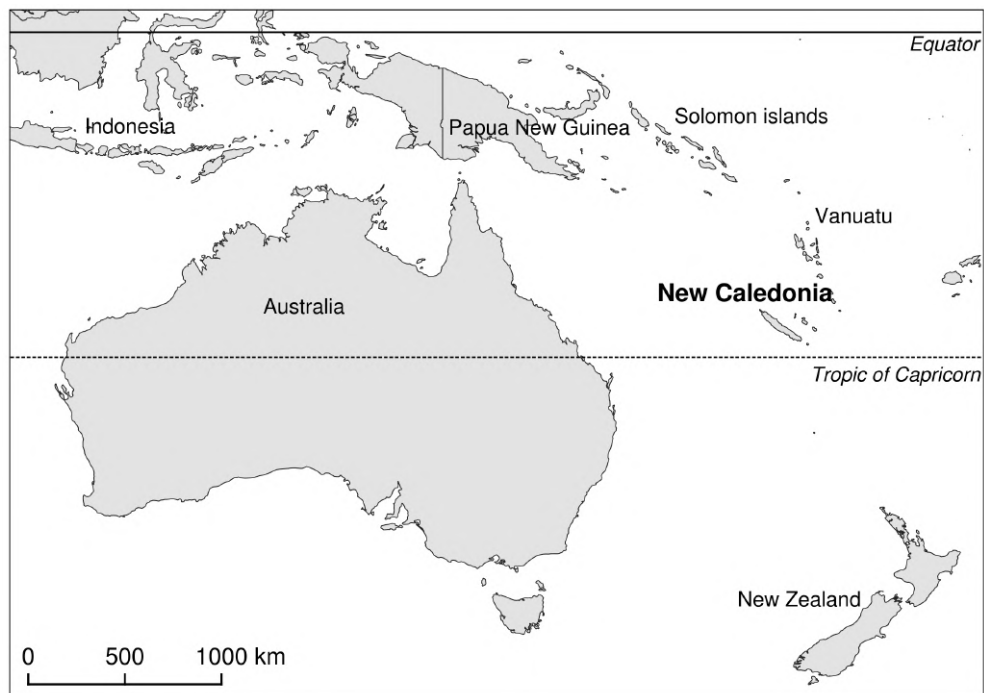 Equator
Solomon islands
Indonesia
Papua New Guinea
Vanuatu
New Caledonia
Australia
Tropic of Capricorn
New Zealand
0 500 1000 km